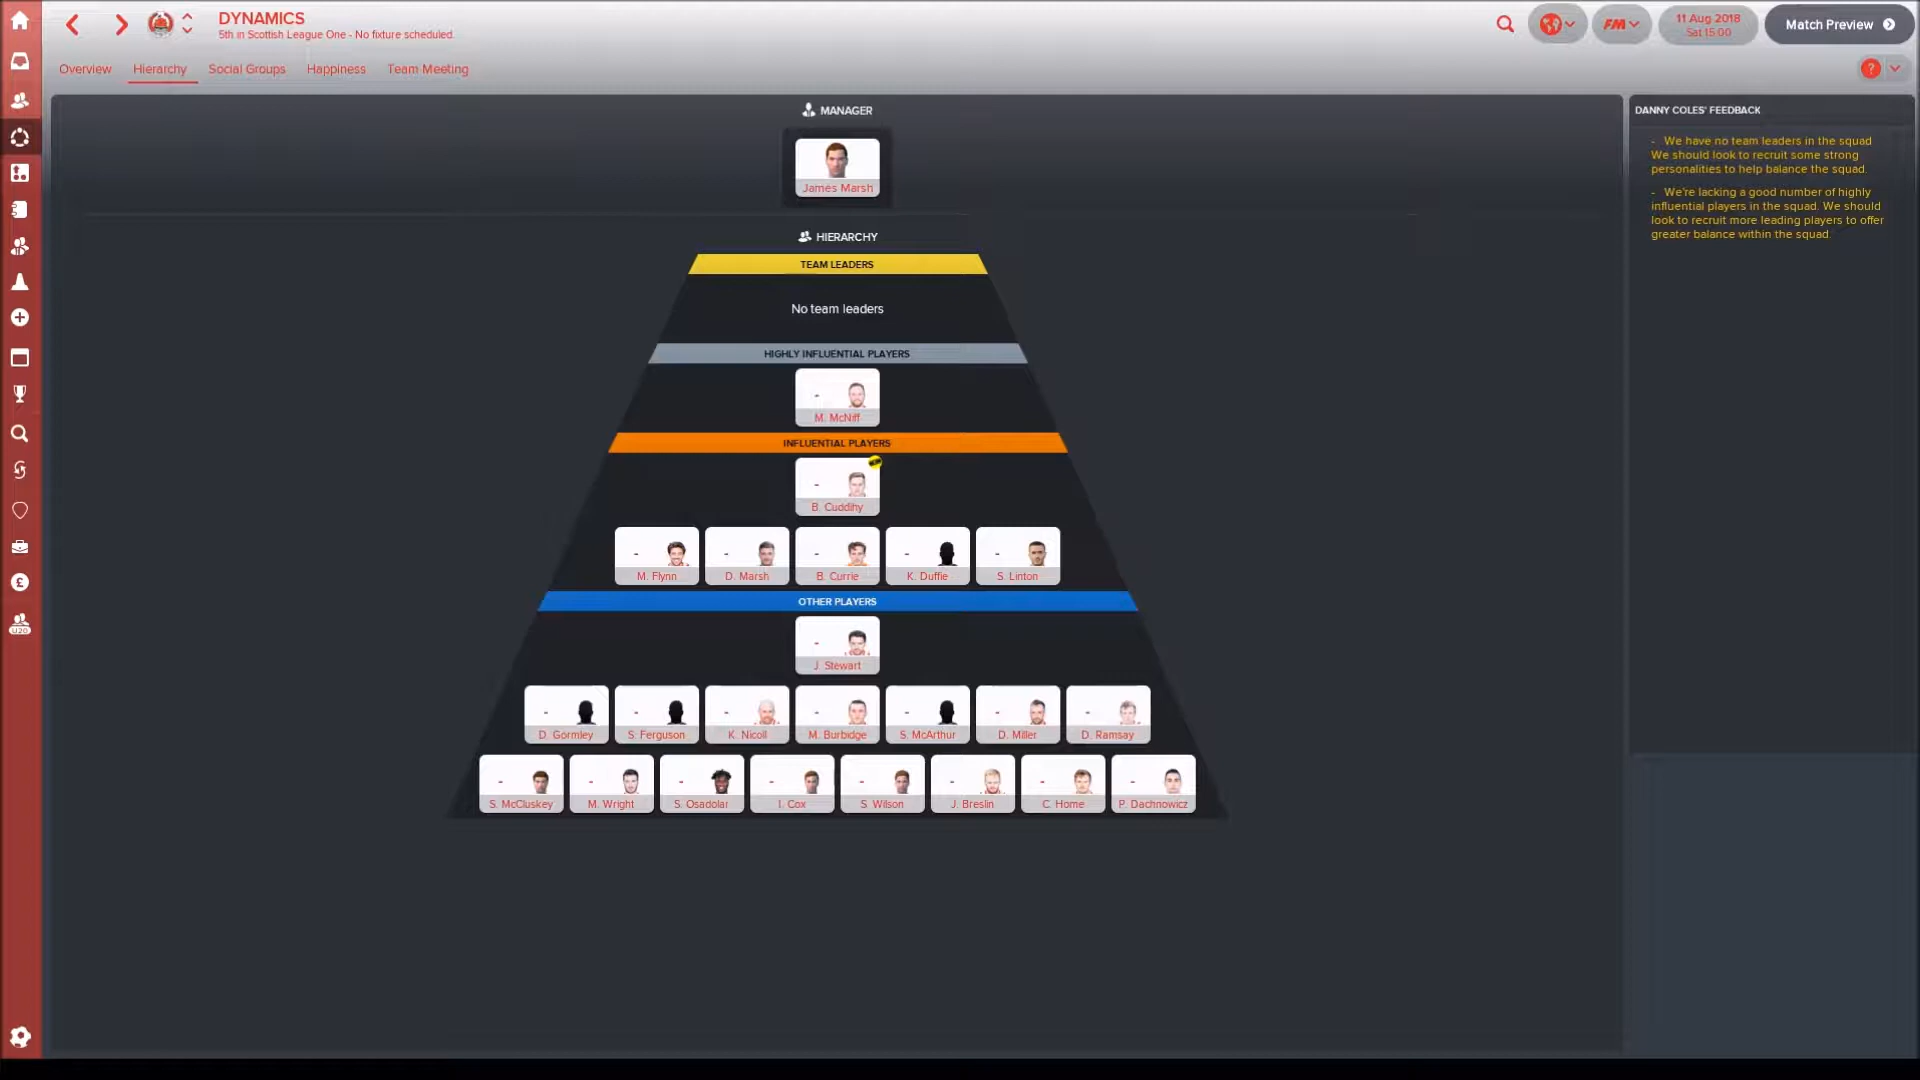 DYNAMICS
5th in Scottish League One - No fixture scheduled.
FM
11 Aug 2018
Sat 15:00
Match Preview
Overview
Hierarchy
Social Groups
Happiness
Team Meeting
?
MANAGER
James Marsh
HIERARCHY
TEAM LEADERS
No team leaders
HIGHLY INFLUENTIAL PLAYERS
-
M. McNiff
INFLUENTIAL PLAYERS
-
B. Cuddihy
- - - - -
M. Flynn D. Marsh B. Currie K. Duffie S. Linton
OTHER PLAYERS
-
J. Stewart
- - - - - - -
D. Gormley S. Ferguson K. Nicoll M. Burbidge S. McArthur D. Miller D. Ramsay
- - - - - - - -
S. McCluskey M. Wright S. Osadolar I. Cox S. Wilson J. Breslin C. Home P. Dachnowicz
DANNY COLES' FEEDBACK
- We have no team leaders in the squad
We should look to recruit some strong
personalities to help balance the squad.
- We're lacking a good number of highly
influential players in the squad. We should
look to recruit more leading players to offer
greater balance within the squad.
£
U20